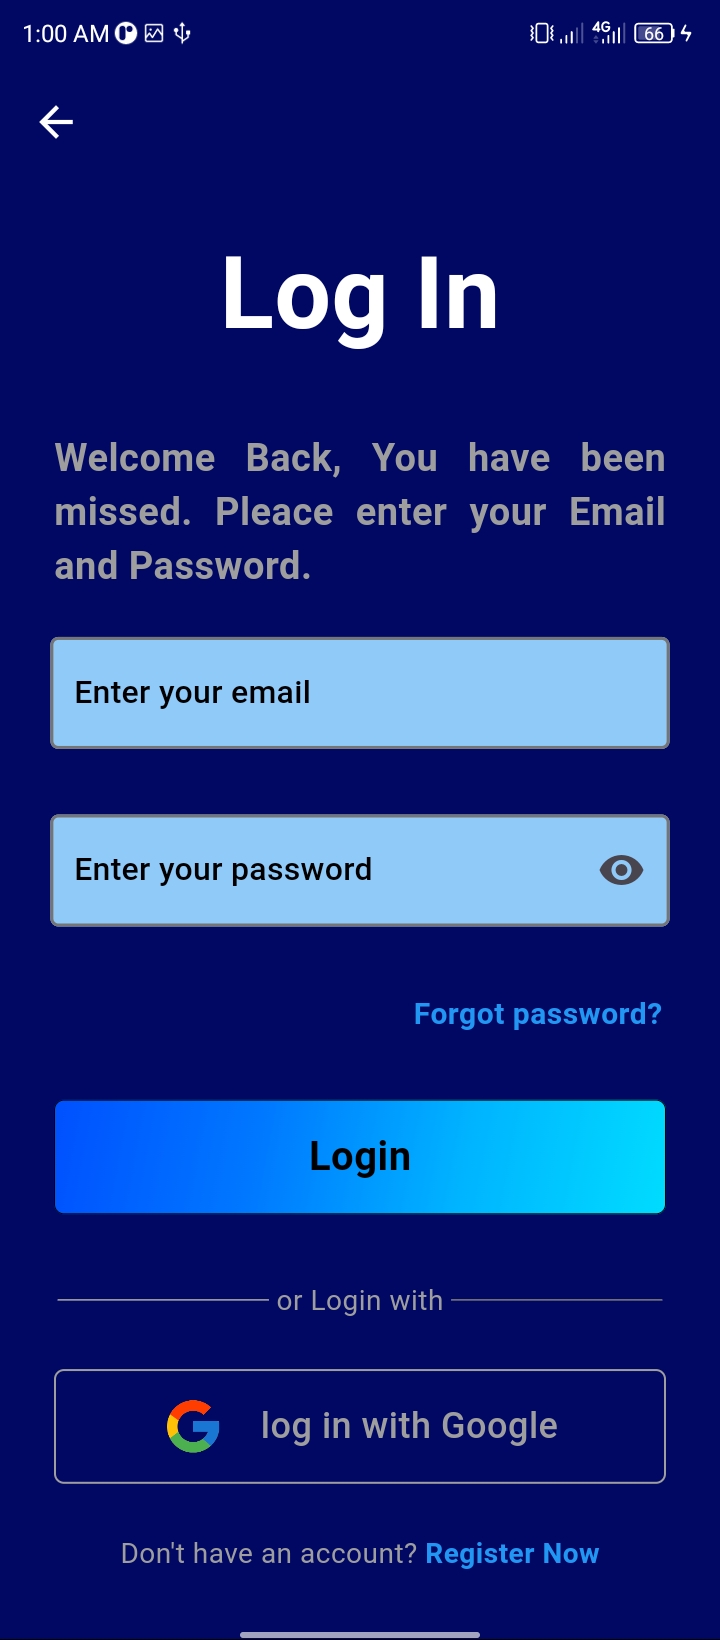 1:00 AM
4G
66
Log In
Welcome Back, You have been
missed. Pleace enter your Email
and Password.
Enter your email
Enter your password
Forgot password?
Login
or Login with
log in with Google
Don't have an account? Register Now